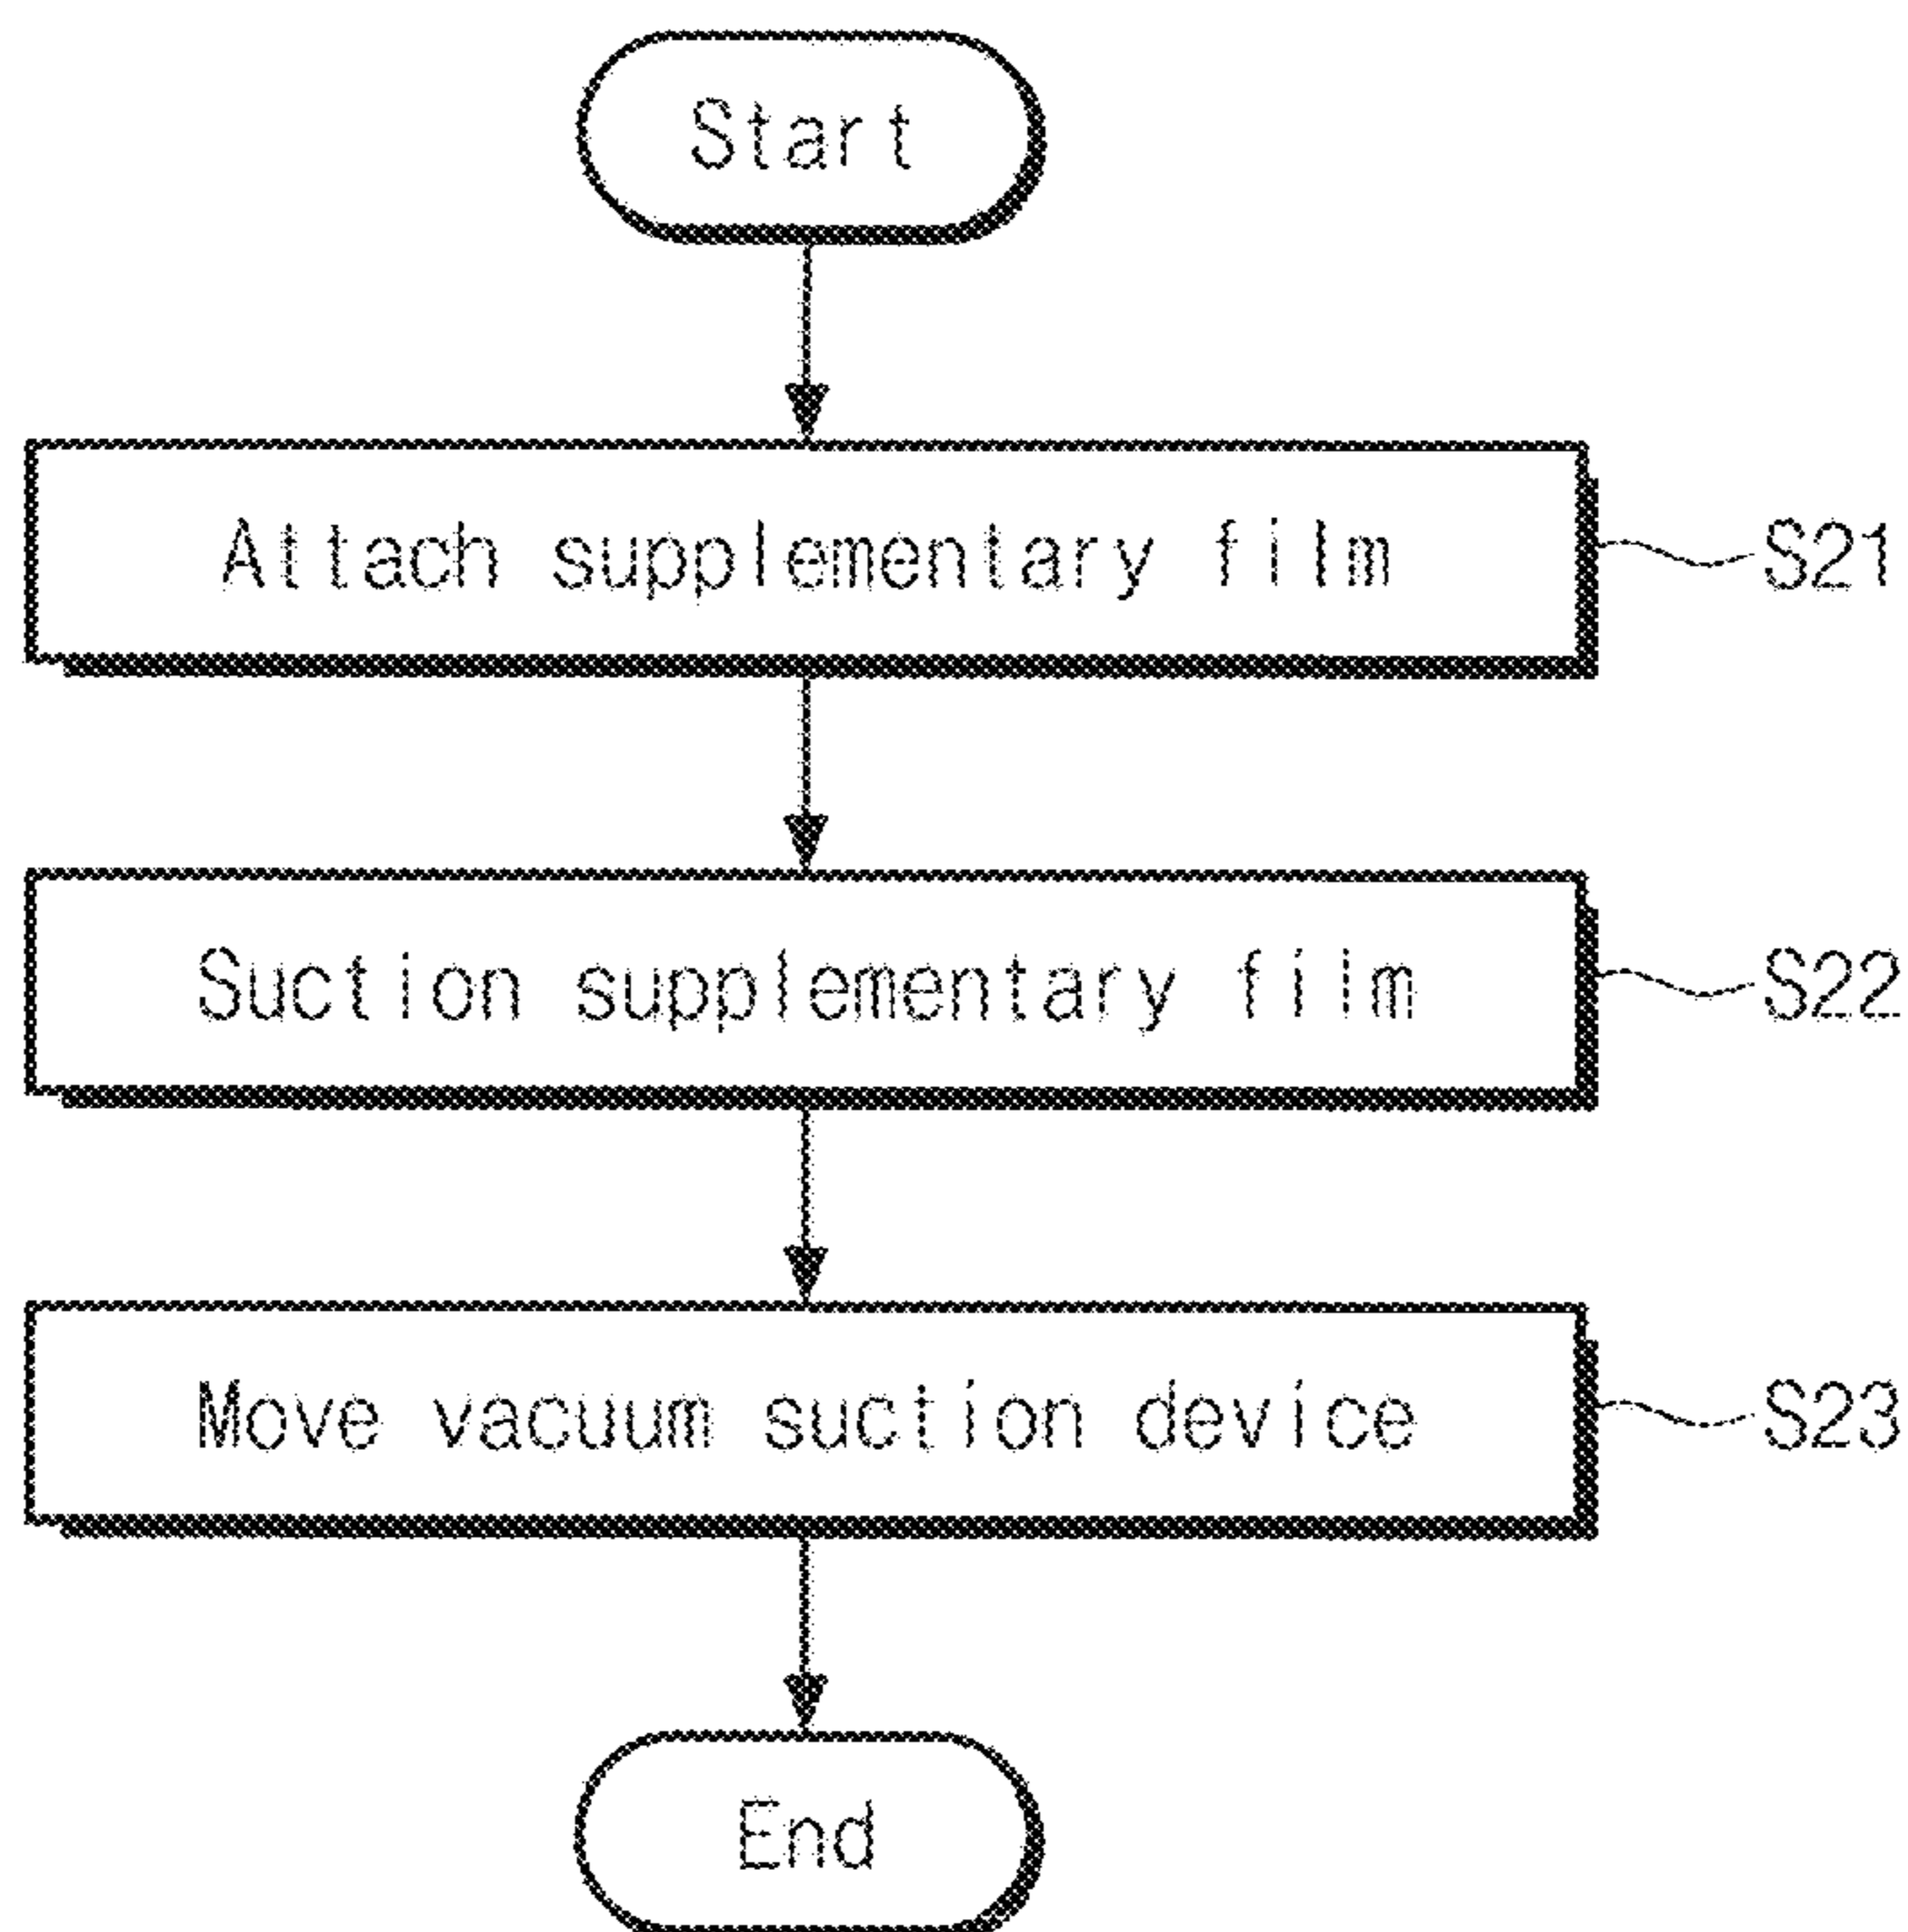 Start
Attach supplementary film
S21
Suction supplementary film
S22
Move vacuum suction device
S23
End